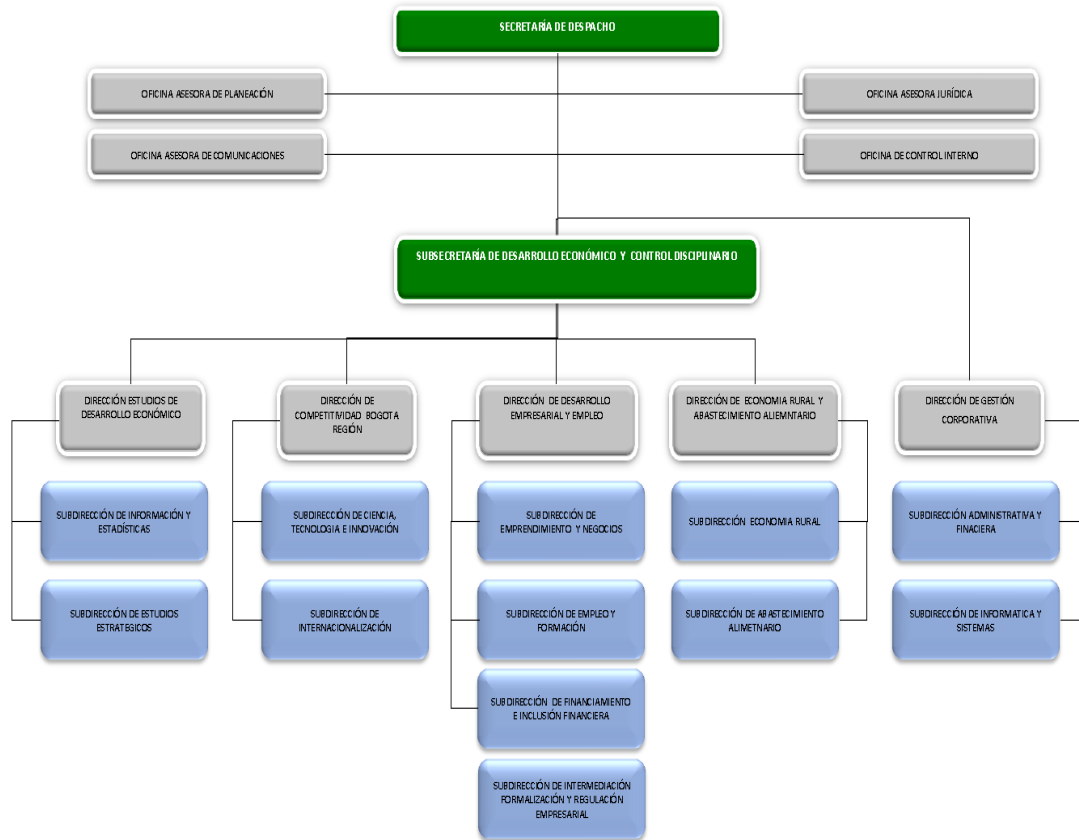 SECRETARÍA DE DESPACHO
OFICINA ASESORA DE PLANEACIÓN
OFICINA ASESORA JURÍDICA
OFICINA ASESORA DE COMUNICACIONES
OFICINA DE CONTROL INTERNO
SUBSECRETARÍA DE DESARROLLO ECONÓMICO Y CONTROL DISCIPLINARIO
DIRECCIÓN ESTUDIOS DE
DESARROLLO ECONÓMICO
DIRECCIÓN DE
COMPETITIVIDAD BOGOTA
REGIÓN
DIRECCIÓN DE DESARROLLO
EMPRESARIAL Y EMPLEO
DIRECCIÓN DE ECONOMIA RURAL Y
ABASTECIMIENTO ALIEMNTARIO
DIRECCIÓN DE GESTIÓN
CORPORATIVA
SUBDIRECCIÓN DE INFORMACIÓN Y
ESTADÍSTICAS
SUBDIRECCIÓN DE CIENCIA,
TECNOLOGIA E INNOVACIÓN
SUBDIRECCIÓN DE
EMPRENDIMIENTO Y NEGOCIOS
SUBDIRECCIÓN ECONOMIA RURAL
SUBDIRECCIÓN ADMINISTRATIVA Y
FINACIERA
SUBDIRECCIÓN DE ESTUDIOS
ESTRATEGICOS
SUBDIRECCIÓN DE
INTERNACIONALIZACIÓN
SUBDIRECCIÓN DE EMPLEO Y
FORMACIÓN
SUBDIRECCIÓN DE ABASTECIMIENTO
ALIMETNARIO
SUBDIRECCIÓN DE INFORMATICA Y
SISTEMAS
SUBDIRECCIÓN DE FINANCIAMIENTO
E INCLUSIÓN FINANCIERA
SUBDIRECCIÓN DE INTERMEDIACIÓN
FORMALIZACIÓN Y REGULACIÓN
EMPRESARIAL